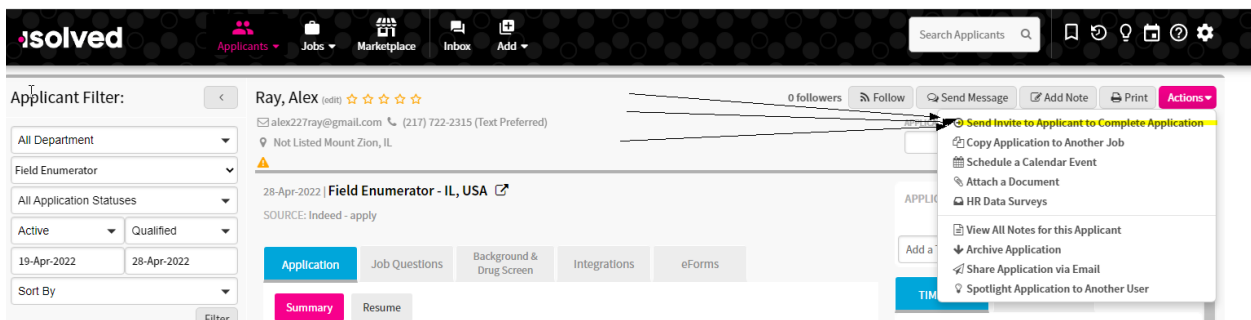 isolved
Applicants
Jobs
Marketplace
Inbox
Add
Search Applicants
Applicant Filter:
All Department
Field Enumerator
All Application Statuses
Active
Qualified
19-Apr-2022
28-Apr-2022
Sort By
Filter
Ray, Alex (edit)
0 followers
Follow
Send Message
Add Note
Print
Actions
alex227ray@gmail.com (217) 722-2315 (Text Preferred)
Not Listed Mount Zion, IL
28-Apr-2022 | Field Enumerator - IL, USA
SOURCE: Indeed - apply
Application
Job Questions
Background &
Drug Screen
Integrations
eForms
Summary
Resume
Send Invite to Applicant to Complete Application
Copy Application to Another Job
Schedule a Calendar Event
Attach a Document
HR Data Surveys
View All Notes for this Applicant
Archive Application
Share Application via Email
Spotlight Application to Another User
Add a